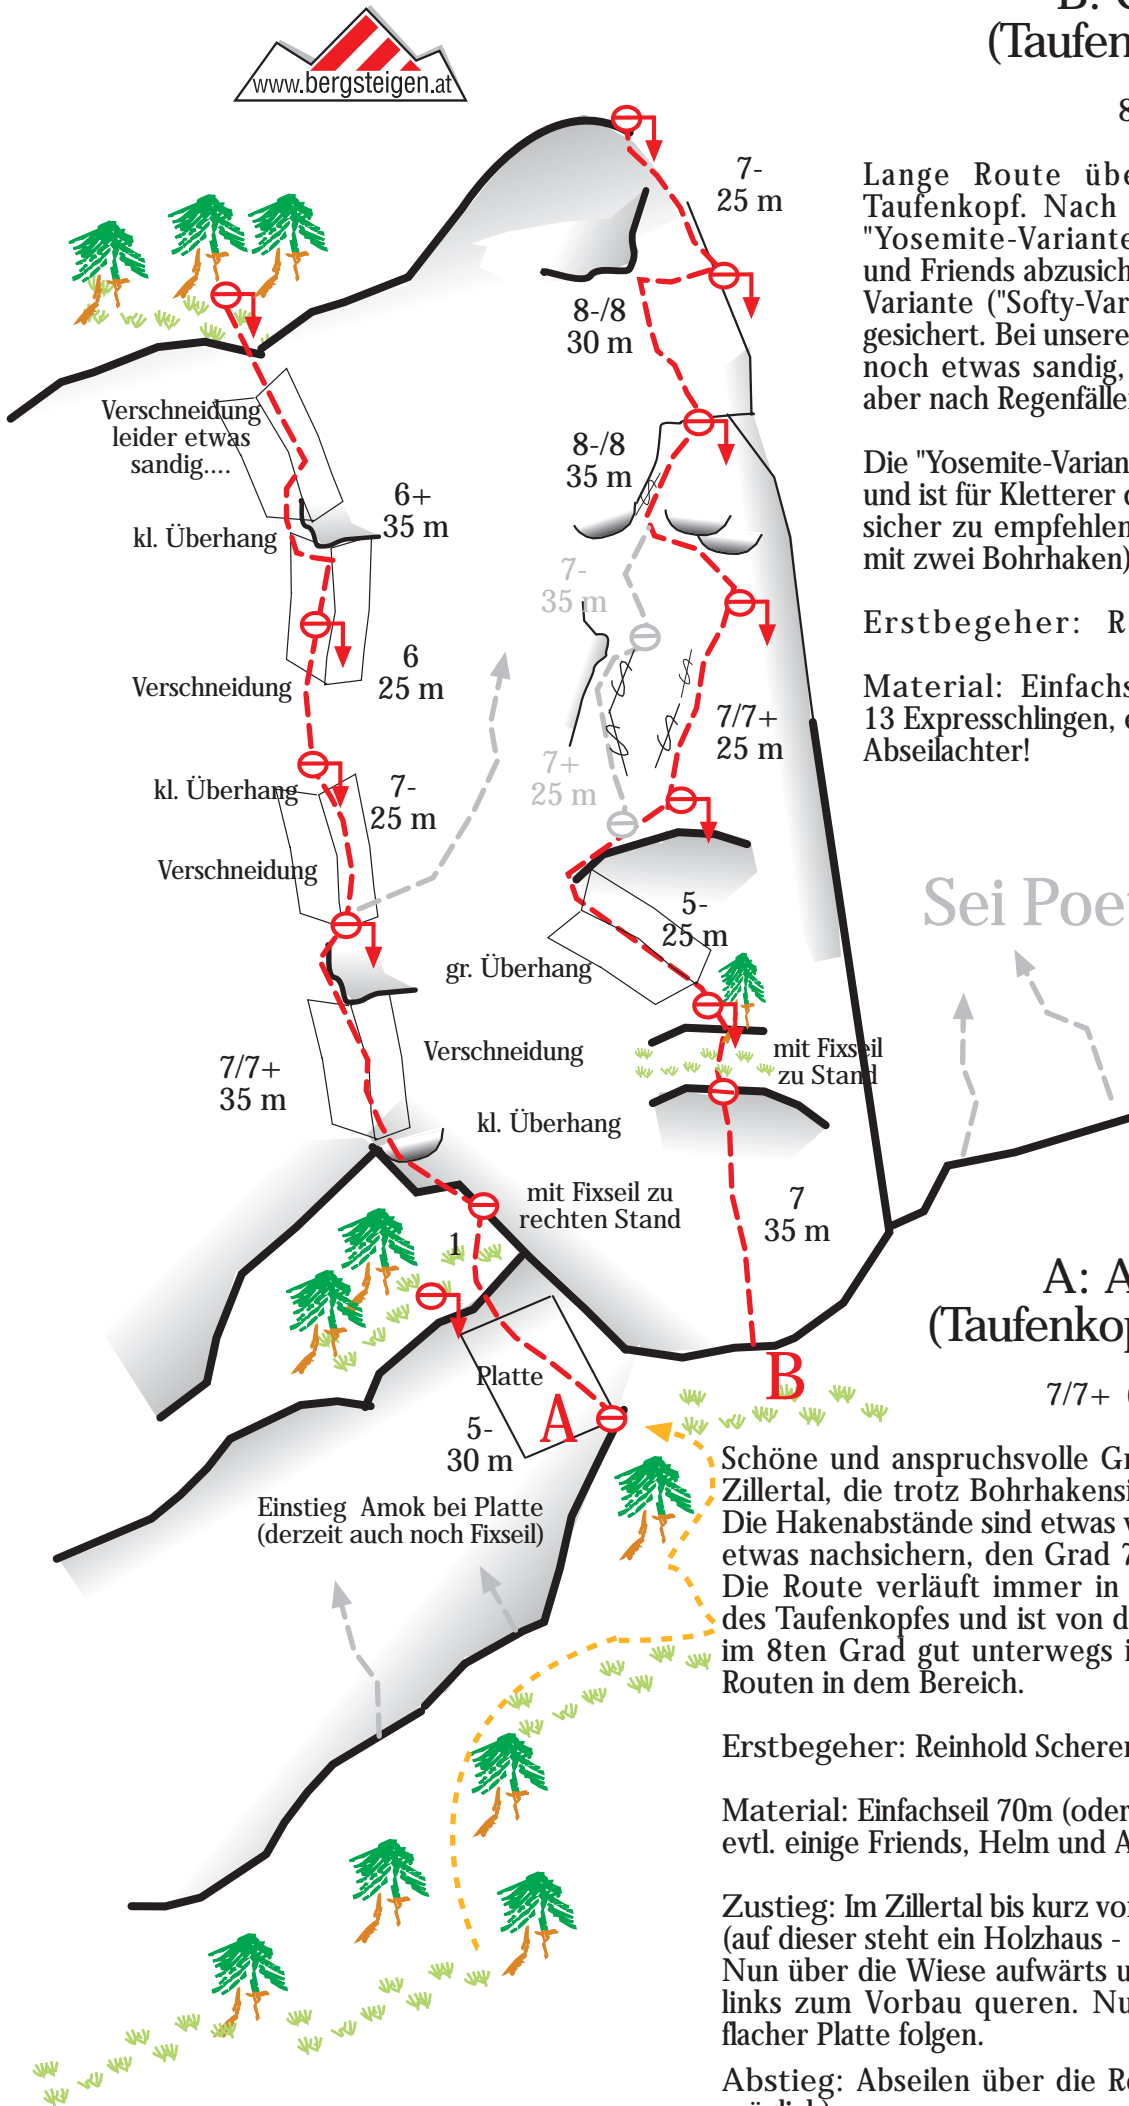 www.bergsteigen.at
(Taufen
8
7-
25 m
Lange Route übe
Taufenkopf. Nach
"Yosemite-Variante
und Friends abzusich
Variante ("Softy-Var
gesichert. Bei unsere
noch etwas sandig,
aber nach Regenfälle
8-/8
30 m
Verschneidung
leider etwas
sandig....
8-/8
35 m
Die "Yosemite-Varian
und ist für Kletterer
sicher zu empfehlen
mit zwei Bohrhaken)
6+
35 m
kl. Überhang
7-
35 m
Erstbegeher: R
6
25 m
Verschneidung
Material: Einfachs
13 Expresschlingen, e
Abseilachter!
7/7+
25 m
7+
25 m
kl. Überhang
7-
25 m
Verschneidung
Sei Poe
5-
25 m
gr. Überhang
mit Fixseil
zu Stand
Verschneidung
7/7+
35 m
kl. Überhang
mit Fixseil zu
rechten Stand
7
35 m
1
A: A
(Taufenkop
7/7+ (
Platte
A
B
5-
30 m
Einstieg Amok bei Platte
(derzeit auch noch Fixseil)
Schöne und anspruchsvolle Gr
Zillertal, die trotz Bohrhakensi
Die Hakenabstände sind etwas v
etwas nachsichern, den Grad 7
Die Route verläuft immer in
des Taufenkopfes und ist von d
im 8ten Grad gut unterwegs i
Routen in dem Bereich.
Erstbegeher: Reinhold Scherer
Material: Einfachseil 70m (oder
evtl. einige Friends, Helm und A
Zustieg: Im Zillertal bis kurz vor
(auf dieser steht ein Holzhaus -
Nun über die Wiese aufwärts u
links zum Vorbau queren. Nu
flacher Platte folgen.
Abstieg: Abseilen über die Ro